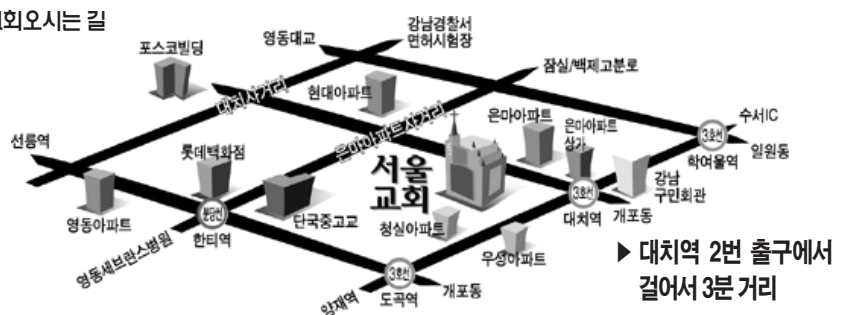 회오시는 길
포스코빌딩
영동대교
강남경찰서
면허시험장
잠실/백제고분로
대치사거리
현대아파트
은마아파트사거리
은마아파트
은마아파트
상가
수서IC
3호선
학여울역
일원동
선릉역
롯데백화점
서울
교회
강남
구민회관
3호선
대치역
개포동
영동아파트
분당선
한티역
단국중고교
청실아파트
우성아파트
영동세브란스병원
3호선
도곡역
개포동
양재역
▶ 대치역 2번 출구에서
걸어서 3분 거리